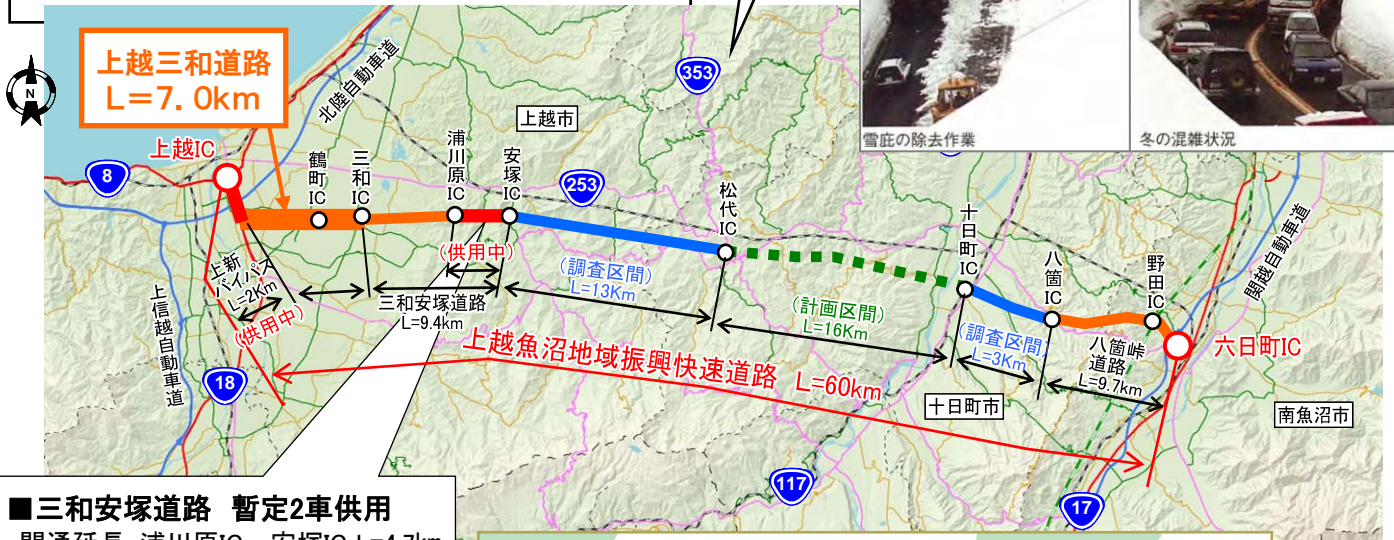 上越三和道路
L=7.0km
N
北陸自動車道
353
上越市
雪庇の除去作業
冬の混雑状況
上越IC
8
鶴町IC
三和IC
浦川原IC
安塚IC
253
松代IC
十日町IC
八箇IC
野田IC
関越自動車道
六日町IC
上信越自動車道
上新
バイパス
L=2Km
(供用中)
(供用中)
三和安塚道路
L=9.4km
(調査区間)
L=13Km
(計画区間)
L=16Km
(調査区間)
L=3Km
八箇峠
道路
L=9.7km
上越魚沼地域振興快速道路 L=60km
18
十日町市
南魚沼市
117
17
■三和安塚道路 暫定2車供用